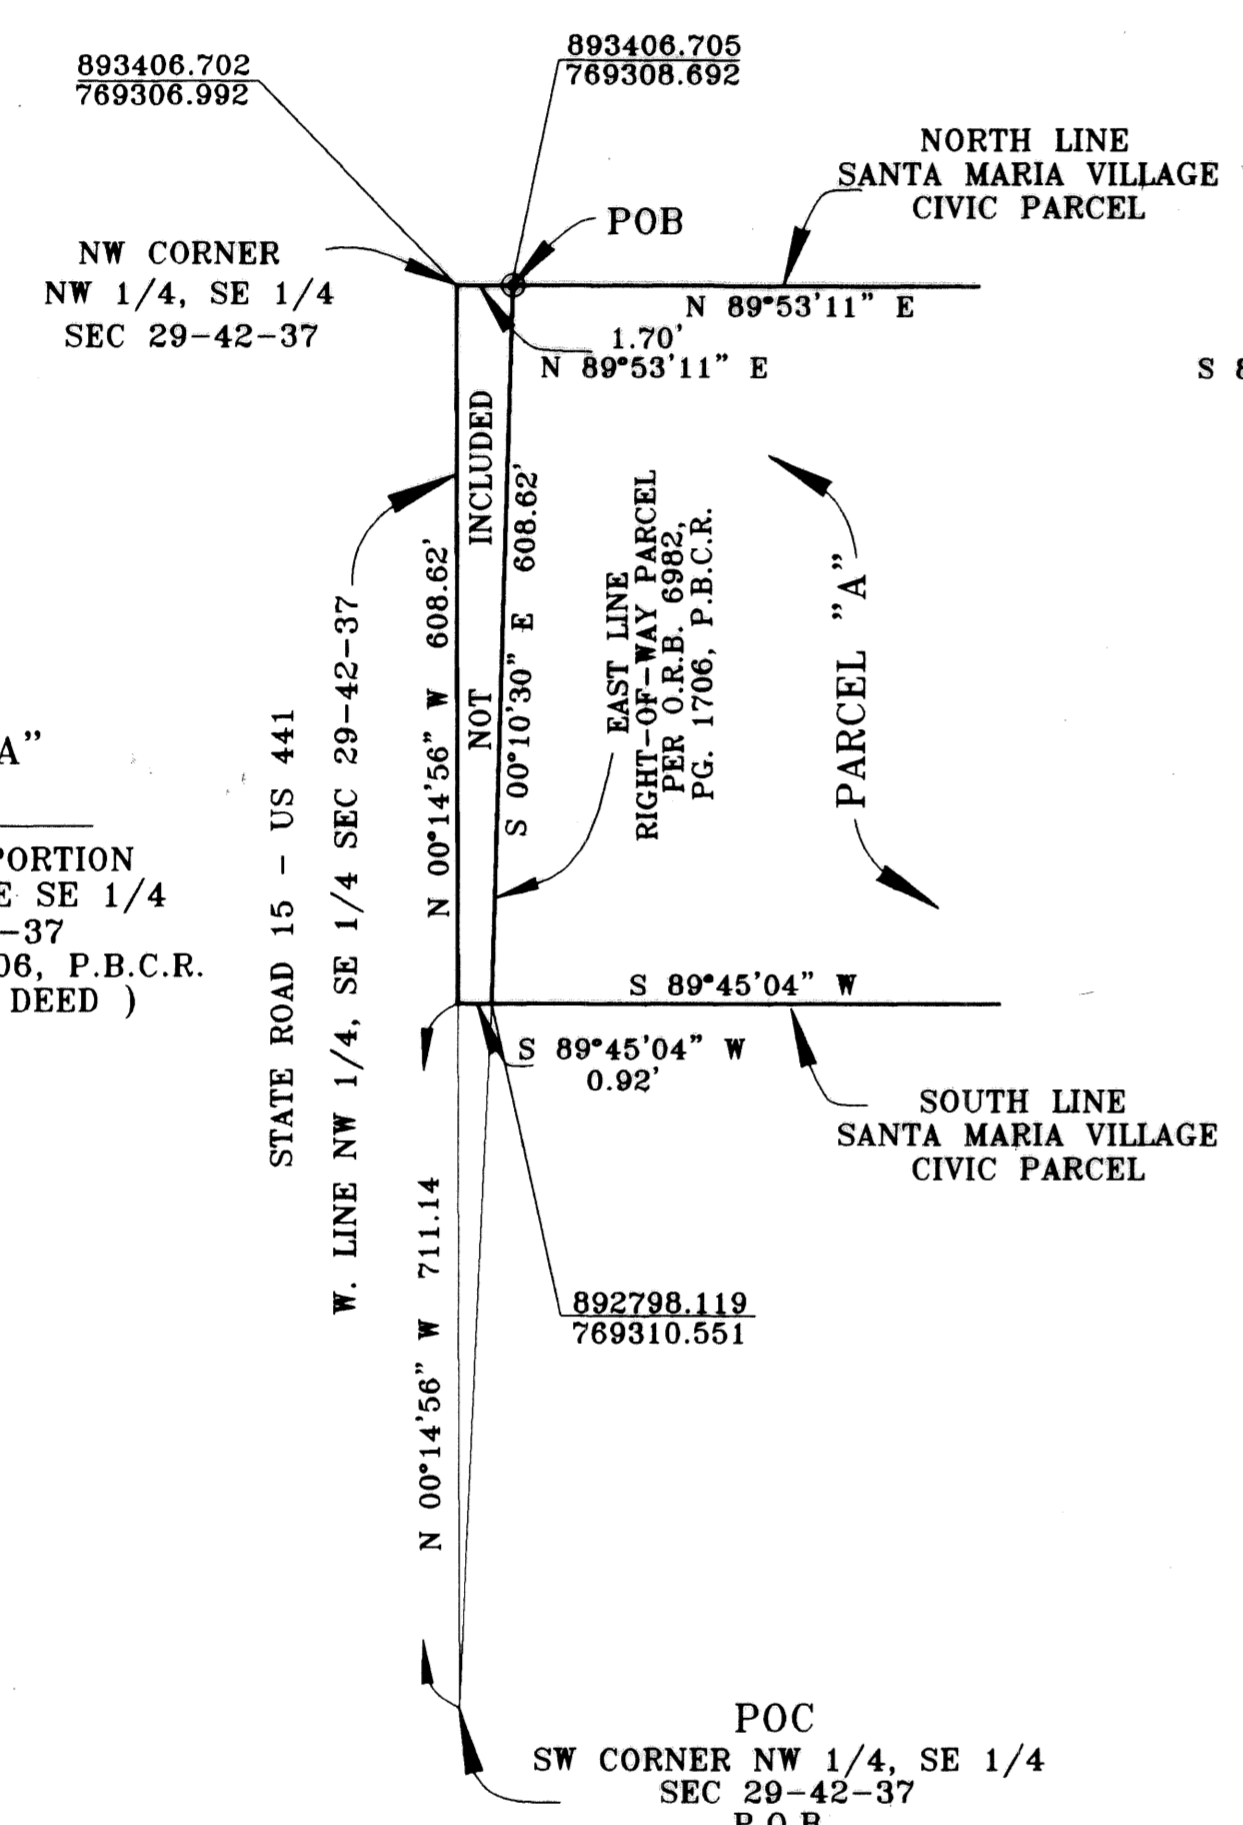 893406.702
769306.992
893406.705
769308.692
NORTH LINE
SANTA MARIA VILLAGE
CIVIC PARCEL
POB
NW CORNER
NW 1/4, SE 1/4
SEC 29-42-37
N 89°53'11" E
1.70'
N 89°53'11" E
S 8
NOT INCLUDED
N 00°14'56" W 608.62'
S 00°10'30" E 608.62'
EAST LINE
RIGHT-OF-WAY PARCEL
PER O.R.B. 6982,
PG. 1706, P.B.C.R.
PARCEL "A"
STATE ROAD 15 - US 441
W. LINE NW 1/4, SE 1/4 SEC 29-42-37
A"
PORTION
E SE 1/4
-37
06, P.B.C.R.
DEED )
S 89°45'04" W
S 89°45'04" W
0.92'
SOUTH LINE
SANTA MARIA VILLAGE
CIVIC PARCEL
N 00°14'56" W 711.14
892798.119
769310.551
POC
SW CORNER NW 1/4, SE 1/4
SEC 29-42-37
P.O.B.